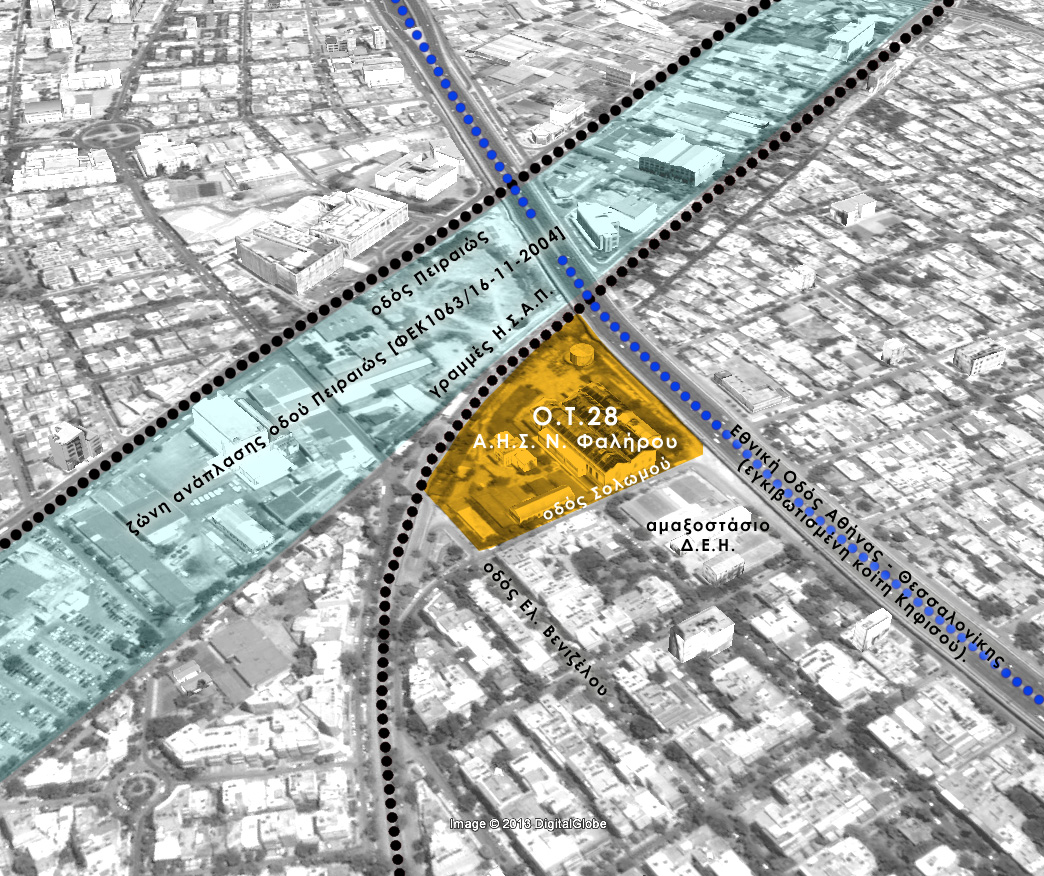 οδός Πειραιώς
ζώνη ανάπλασης οδού Πειραιώς [ΦΕΚ1063/16-11-2004]
γραμμές Η.Σ.Α.Π.
Ο.Τ.28
Α.Η.Σ. Ν. Φαλήρου
οδός Σολωμού
αμαξοστάσιο
Δ.Ε.Η.
Εθνική Οδός Αθήνας - Θεσσαλονίκης
(εγκιβωτισμένη κοίτη Κηφισού).
οδός Ελ. Βενιζέλου
Image © 2013 DigitalGlobe